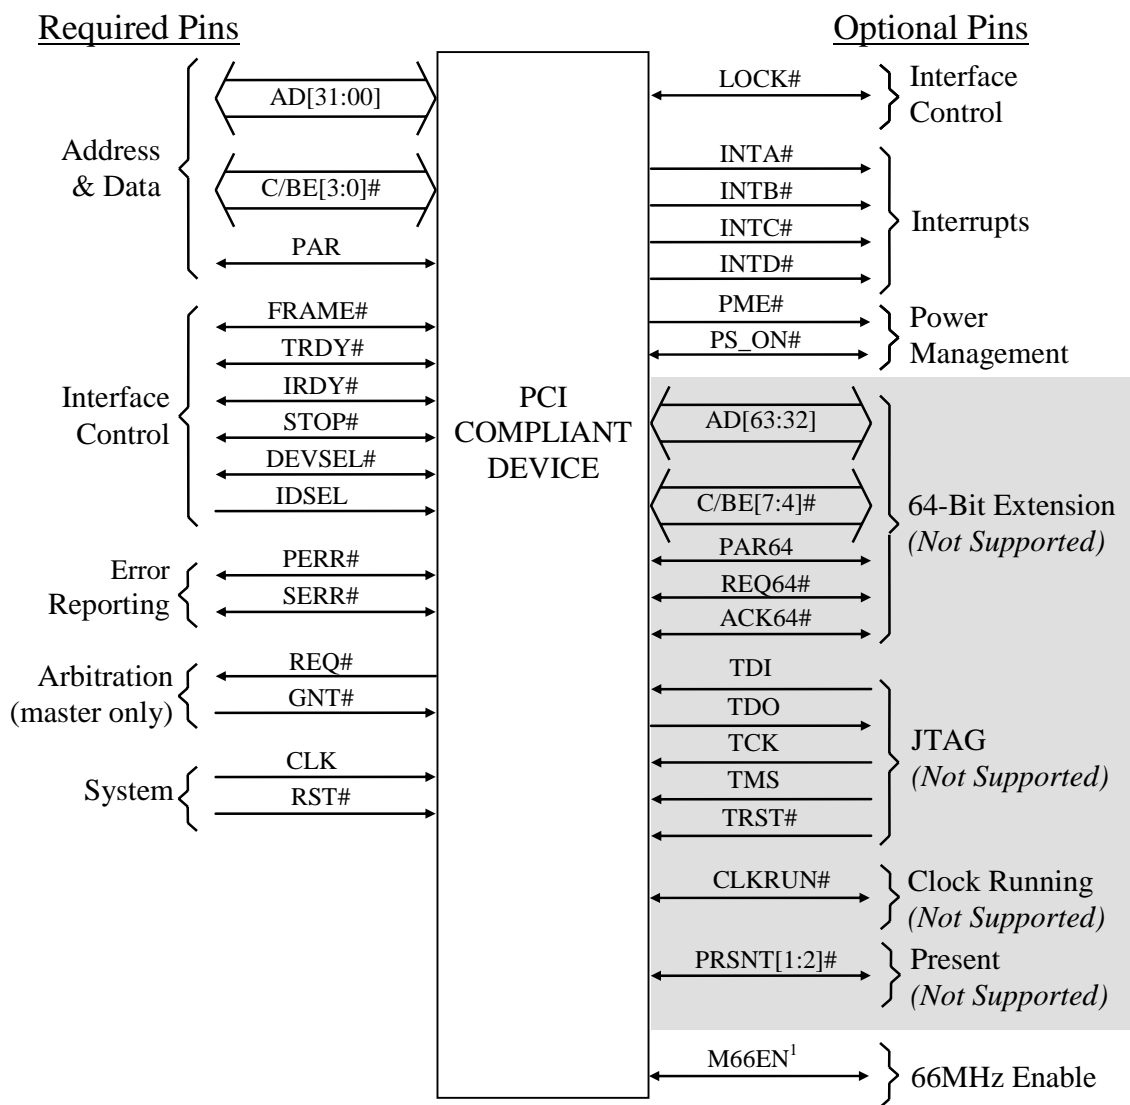 Required Pins
Optional Pins
Address
& Data
AD[31:00]
C/BE[3:0]#
PAR
Interface
Control
FRAME#
TRDY#
IRDY#
STOP#
DEVSEL#
IDSEL
Error
Reporting
PERR#
SERR#
Arbitration
(master only)
REQ#
GNT#
System
CLK
RST#
PCI
COMPLIANT
DEVICE
LOCK#
Interface
Control
INTA#
INTB#
INTC#
INTD#
Interrupts
PME#
PS_ON#
Power
Management
AD[63:32]
C/BE[7:4]#
PAR64
REQ64#
ACK64#
64-Bit Extension
(Not Supported)
TDI
TDO
TCK
TMS
TRST#
JTAG
(Not Supported)
CLKRUN#
Clock Running
(Not Supported)
PRSNT[1:2]#
Present
(Not Supported)
M66EN¹
66MHz Enable